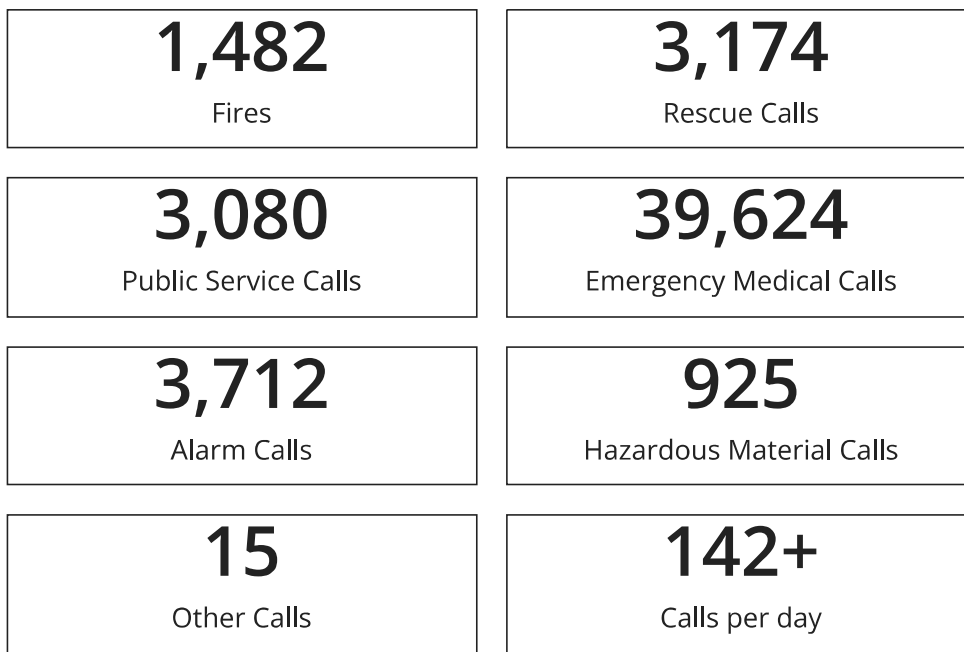 1,482
Fires
3,174
Rescue Calls
3,080
Public Service Calls
39,624
Emergency Medical Calls
3,712
Alarm Calls
925
Hazardous Material Calls
15
Other Calls
142+
Calls per day